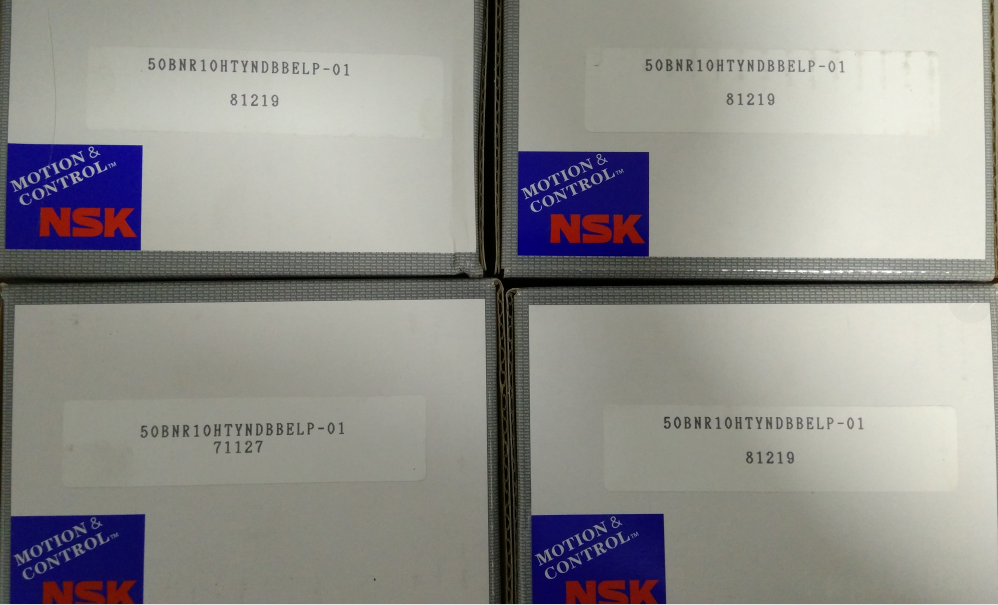 50BNR10HTYNDBBELP-01
81219
MOTION &
CONTROL™
NSK
50BNR10HTYNDBBELP-01
81219
MOTION &
CONTROL™
NSK
50BNR10HTYNDBBELP-01
71127
MOTION &
CONTROL™
NSK
50BNR10HTYNDBBELP-01
81219
MOTION &
CONTROL™
NSK